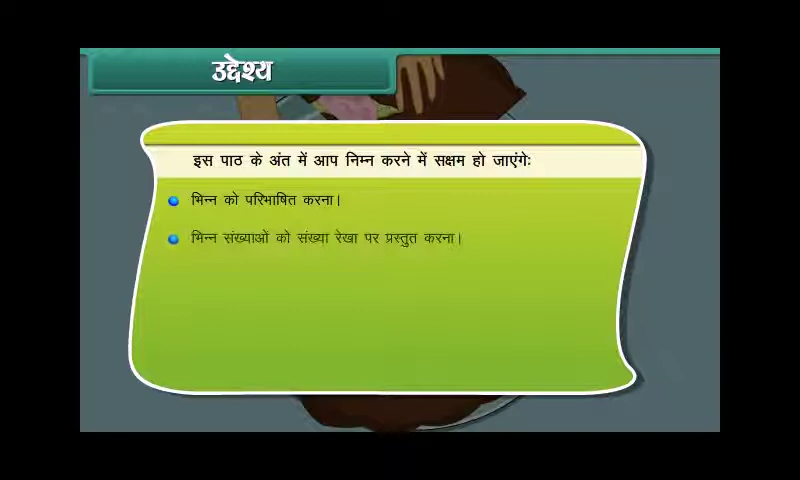 उद्देश्य
इस पाठ के अंत में आप निम्न करने में सक्षम हो जाएंगे:
भिन्न को परिभाषित करना।
भिन्न संख्याओं को संख्या रेखा पर प्रस्तुत करना।